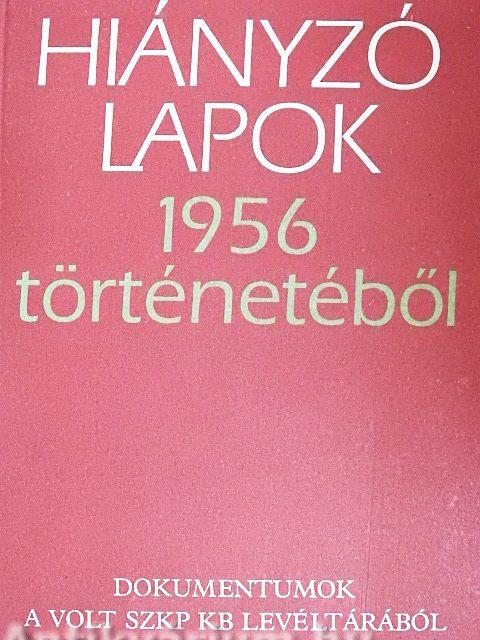 HIÁNYZÓ
LAPOK
1956
történetéből
DOKUMENTUMOK
A VOLT SZKP KB LEVÉLTÁRÁBÓL